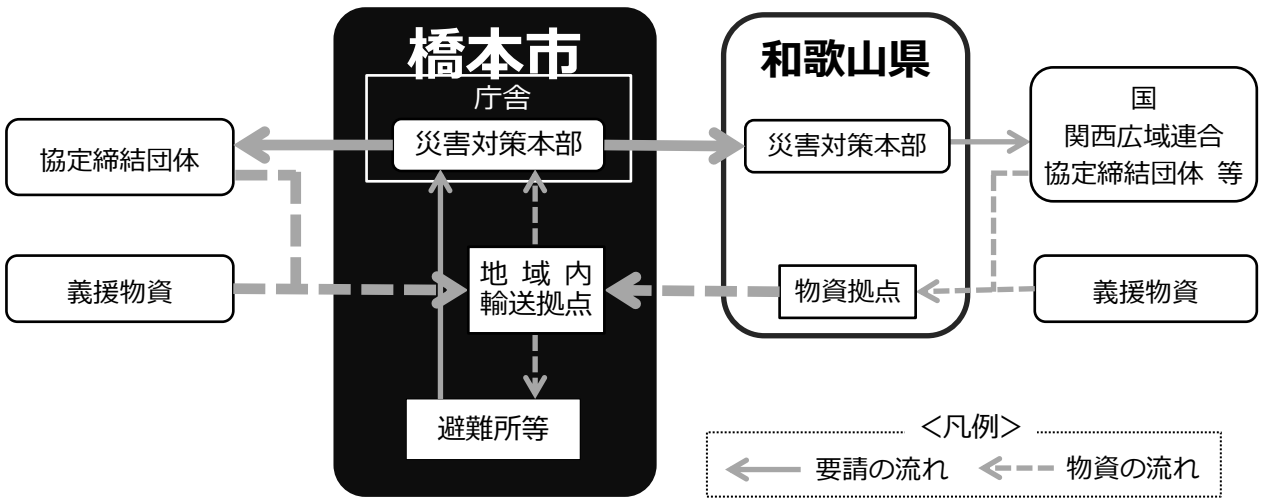 橋本市
庁舎
災害対策本部
協定締結団体
義援物資
地域内
輸送拠点
避難所等
和歌山県
災害対策本部
物資拠点
国
関西広域連合
協定締結団体 等
義援物資
＜凡例＞
要請の流れ
物資の流れ